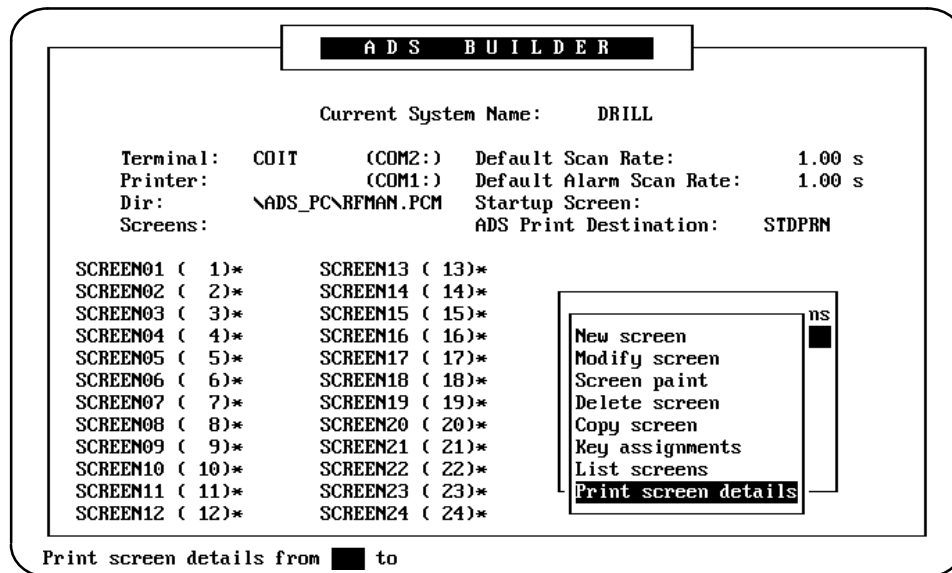 ADS BUILDER
Current System Name: DRILL
Terminal: COIT (COM2:) Default Scan Rate: 1.00 s
Printer: (COM1:) Default Alarm Scan Rate: 1.00 s
Dir: \ADS_PC\RFMAN.PCM Startup Screen:
Screens: ADS Print Destination: STDPRN
SCREEN01 ( 1)* SCREEN13 ( 13)*
SCREEN02 ( 2)* SCREEN14 ( 14)*
SCREEN03 ( 3)* SCREEN15 ( 15)*
SCREEN04 ( 4)* SCREEN16 ( 16)*
SCREEN05 ( 5)* SCREEN17 ( 17)*
SCREEN06 ( 6)* SCREEN18 ( 18)*
SCREEN07 ( 7)* SCREEN19 ( 19)*
SCREEN08 ( 8)* SCREEN20 ( 20)*
SCREEN09 ( 9)* SCREEN21 ( 21)*
SCREEN10 ( 10)* SCREEN22 ( 22)*
SCREEN11 ( 11)* SCREEN23 ( 23)*
SCREEN12 ( 12)* SCREEN24 ( 24)*
ns
New screen
Modify screen
Screen paint
Delete screen
Copy screen
Key assignments
List screens
Print screen details
Print screen details from to